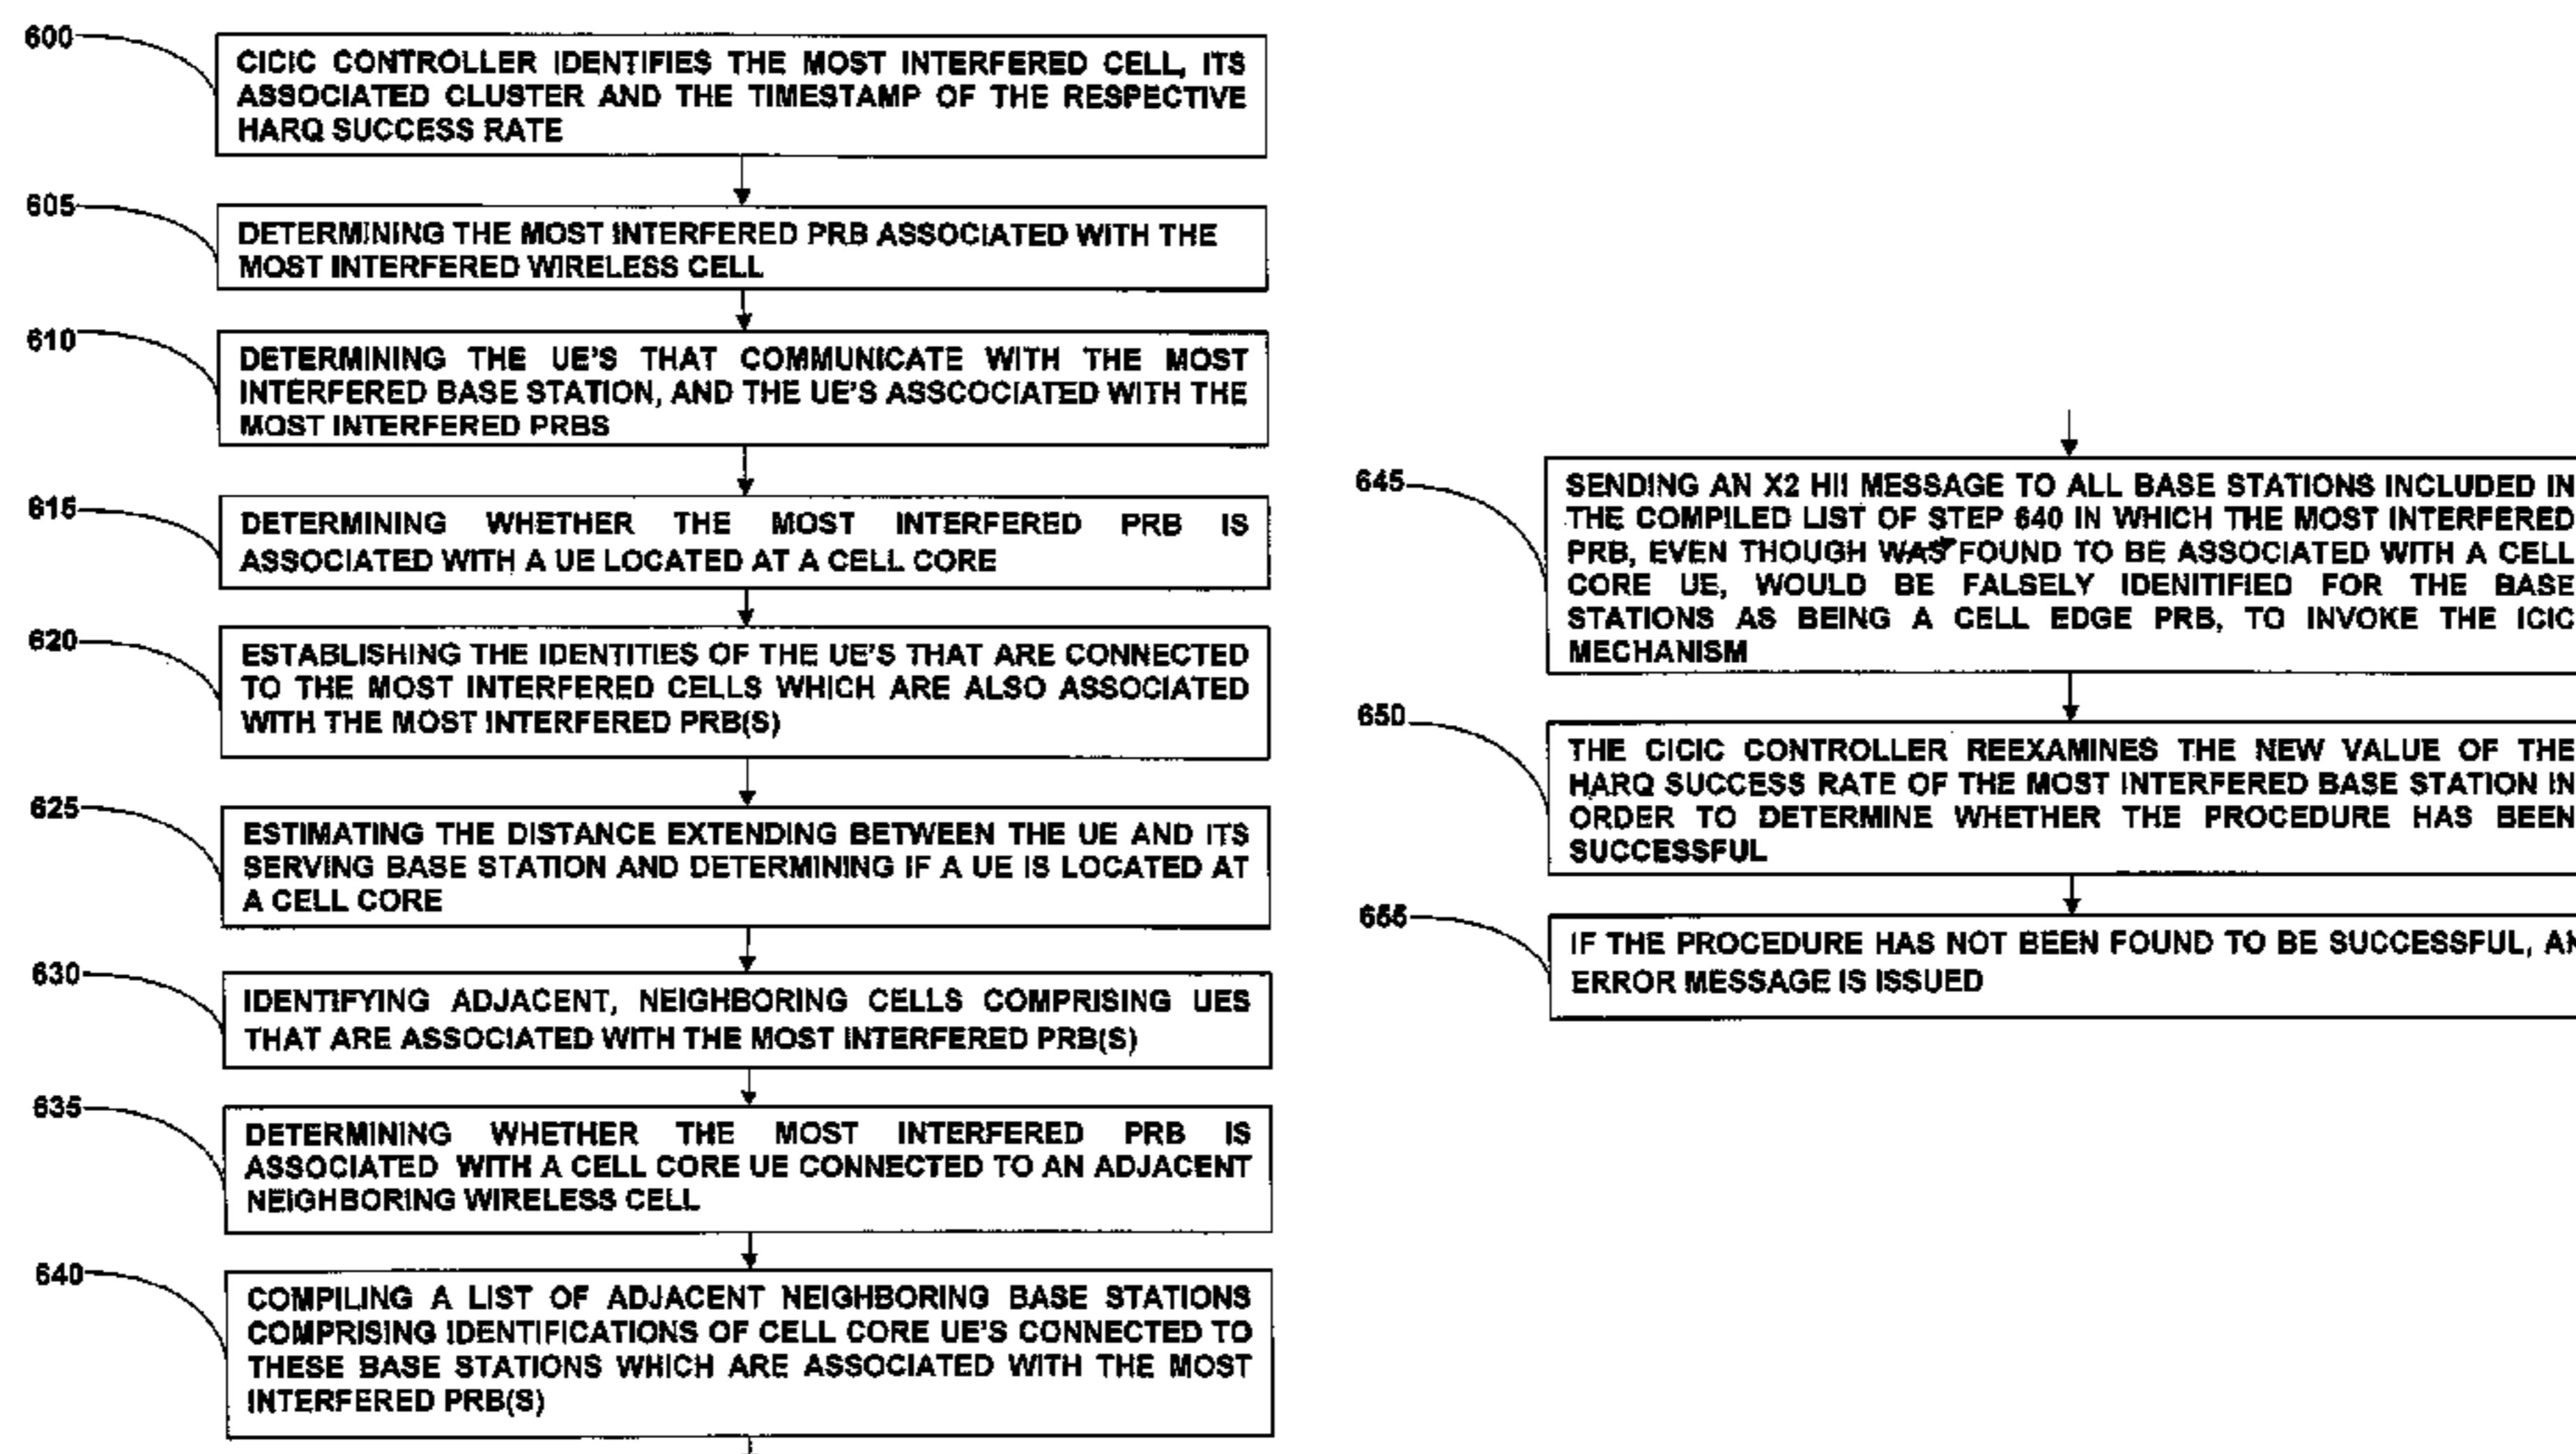 600
CICIC CONTROLLER IDENTIFIES THE MOST INTERFERED CELL, ITS
ASSOCIATED CLUSTER AND THE TIMESTAMP OF THE RESPECTIVE
HARQ SUCCESS RATE
605
DETERMINING THE MOST INTERFERED PRB ASSOCIATED WITH THE
MOST INTERFERED WIRELESS CELL
610
DETERMINING THE UE'S THAT COMMUNICATE WITH THE MOST
INTERFERED BASE STATION, AND THE UE'S ASSCOCIATED WITH THE
MOST INTERFERED PRBS
615
DETERMINING WHETHER THE MOST INTERFERED PRB IS
ASSOCIATED WITH A UE LOCATED AT A CELL CORE
620
ESTABLISHING THE IDENTITIES OF THE UE'S THAT ARE CONNECTED
TO THE MOST INTERFERED CELLS WHICH ARE ALSO ASSOCIATED
WITH THE MOST INTERFERED PRB(S)
625
ESTIMATING THE DISTANCE EXTENDING BETWEEN THE UE AND ITS
SERVING BASE STATION AND DETERMINING IF A UE IS LOCATED AT
A CELL CORE
630
IDENTIFYING ADJACENT, NEIGHBORING CELLS COMPRISING UES
THAT ARE ASSOCIATED WITH THE MOST INTERFERED PRB(S)
635
DETERMINING WHETHER THE MOST INTERFERED PRB IS
ASSOCIATED WITH A CELL CORE UE CONNECTED TO AN ADJACENT
NEIGHBORING WIRELESS CELL
640
COMPILING A LIST OF ADJACENT NEIGHBORING BASE STATIONS
COMPRISING IDENTIFICATIONS OF CELL CORE UE'S CONNECTED TO
THESE BASE STATIONS WHICH ARE ASSOCIATED WITH THE MOST
INTERFERED PRB(S)
645
SENDING AN X2 HII MESSAGE TO ALL BASE STATIONS INCLUDED IN
THE COMPILED LIST OF STEP 640 IN WHICH THE MOST INTERFERED
PRB, EVEN THOUGH WAS FOUND TO BE ASSOCIATED WITH A CELL
CORE UE, WOULD BE FALSELY IDENITIFIED FOR THE BASE
STATIONS AS BEING A CELL EDGE PRB, TO INVOKE THE ICIC
MECHANISM
650
THE CICIC CONTROLLER REEXAMINES THE NEW VALUE OF THE
HARQ SUCCESS RATE OF THE MOST INTERFERED BASE STATION IN
ORDER TO DETERMINE WHETHER THE PROCEDURE HAS BEEN
SUCCESSFUL
655
IF THE PROCEDURE HAS NOT BEEN FOUND TO BE SUCCESSFUL, AN
ERROR MESSAGE IS ISSUED